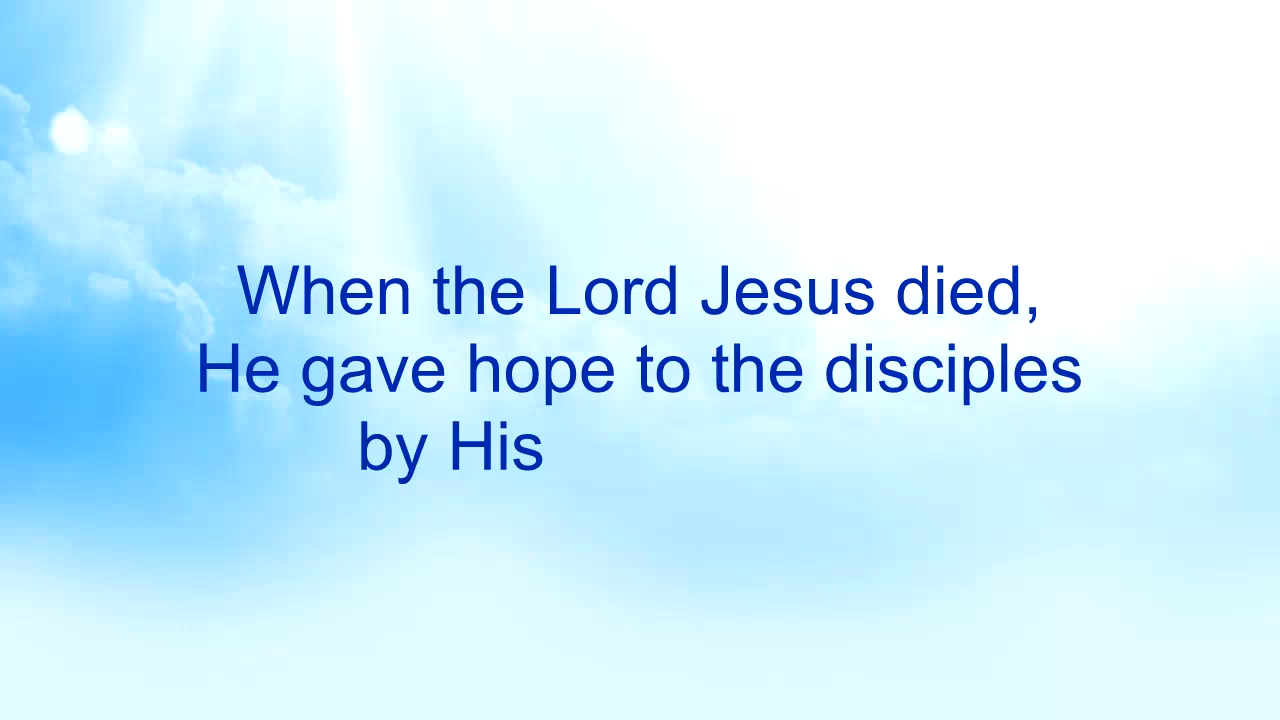 When the Lord Jesus died,
He gave hope to the disciples
by His